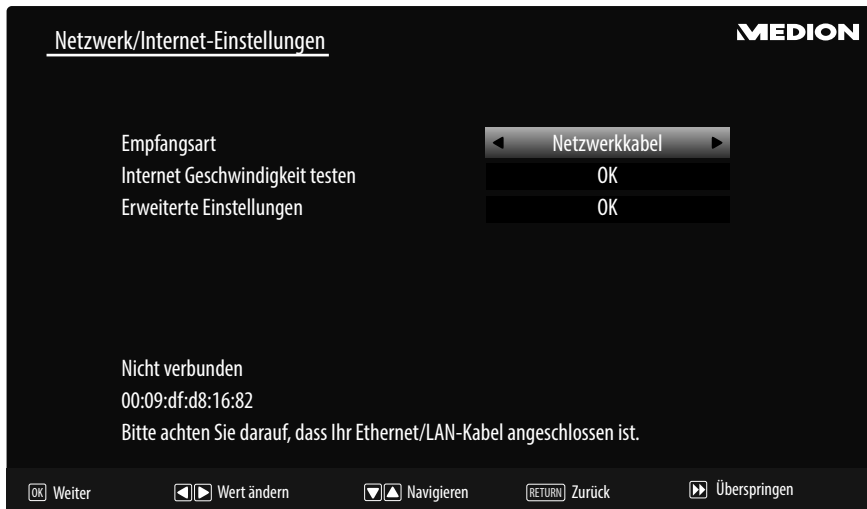 Netzwerk/Internet-Einstellungen
MEDION
Empfangsart Netzwerkkabel
Internet Geschwindigkeit testen OK
Erweiterte Einstellungen OK
Nicht verbunden
00:09:df:d8:16:82
Bitte achten Sie darauf, dass Ihr Ethernet/LAN-Kabel angeschlossen ist.
OK Weiter Wert ändern Navigieren RETURN Zurück Überspringen